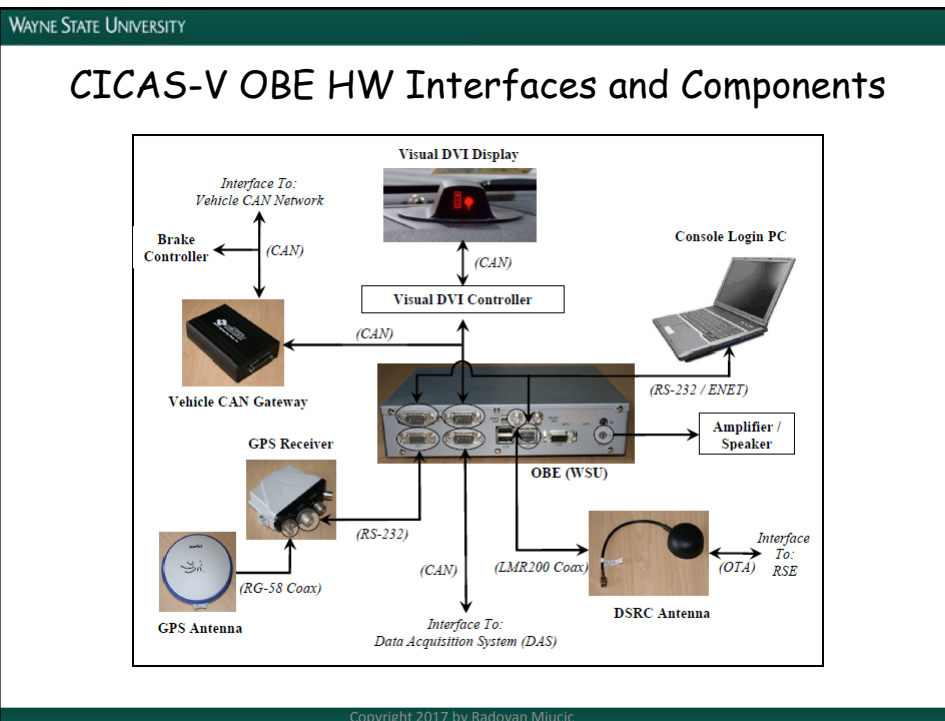 WAYNE STATE UNIVERSITY
CICAS-V OBE HW Interfaces and Components
Visual DVI Display
Interface To:
Vehicle CAN Network
Brake
Controller
(CAN)
(CAN)
Console Login PC
Visual DVI Controller
(CAN)
(RS-232 / ENET)
Vehicle CAN Gateway
Amplifier /
Speaker
GPS Receiver
OBE (WSU)
(RS-232)
Interface
To:
RSE
(CAN)
(LMR200 Coax)
(OTA)
(RG-58 Coax)
DSRC Antenna
GPS Antenna
Interface To:
Data Acquisition System (DAS)
Copyright 2017 by Radovan Miucic